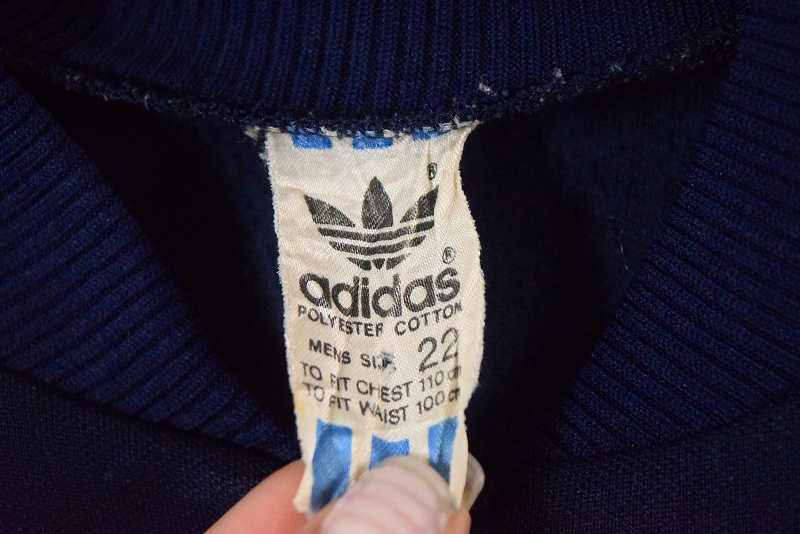 ®
®
adidas
POLYESTER COTTON
MENS SIZE 22
TO FIT CHEST 110 cm
TO FIT WAIST 100 cm